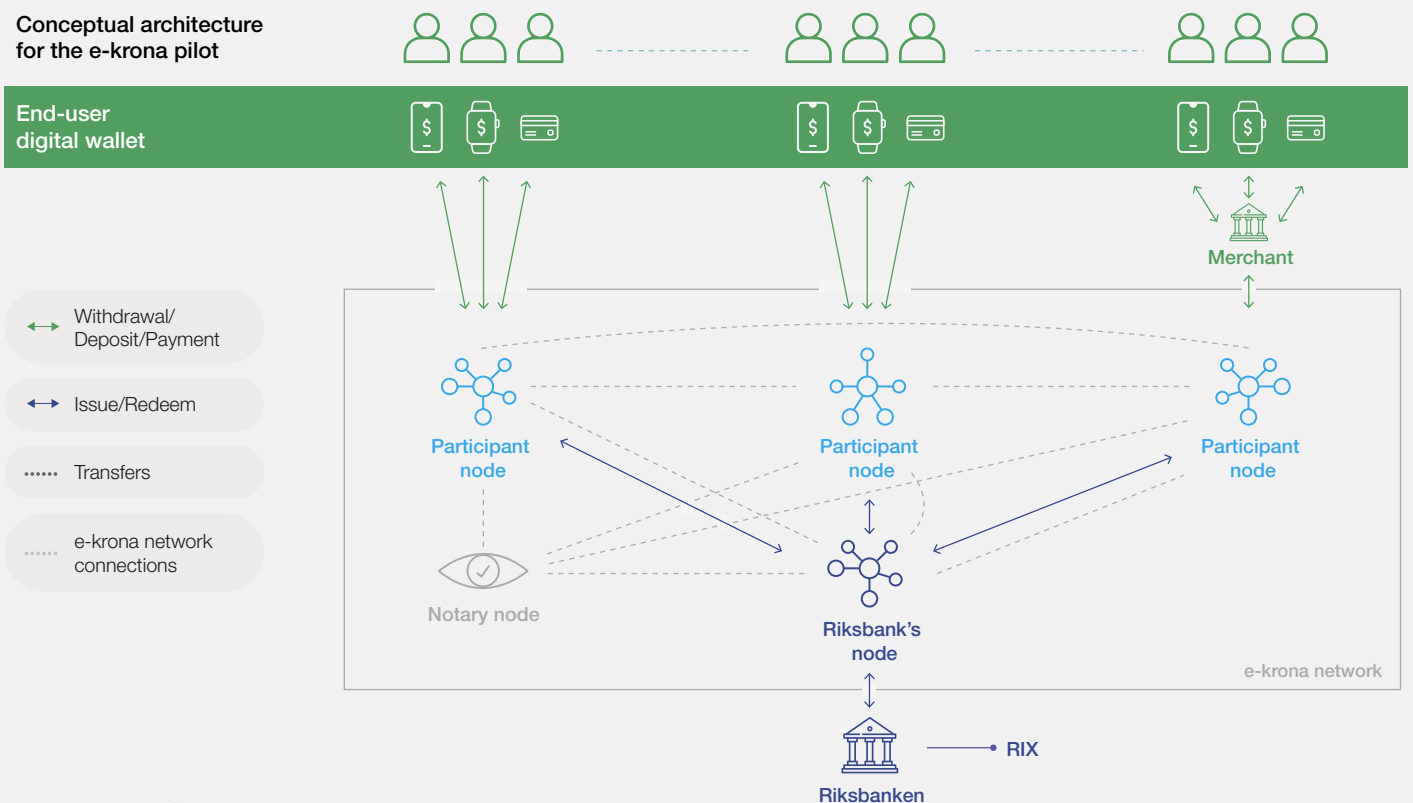 Conceptual architecture
for the e-krona pilot
End-user
digital wallet
$
$
$
$
$
$
Merchant
Withdrawal/
Deposit/Payment
Issue/Redeem
Transfers
e-krona network
connections
Participant
node
Participant
node
Participant
node
Notary node
Riksbank’s
node
e-krona network
RIX
Riksbanken